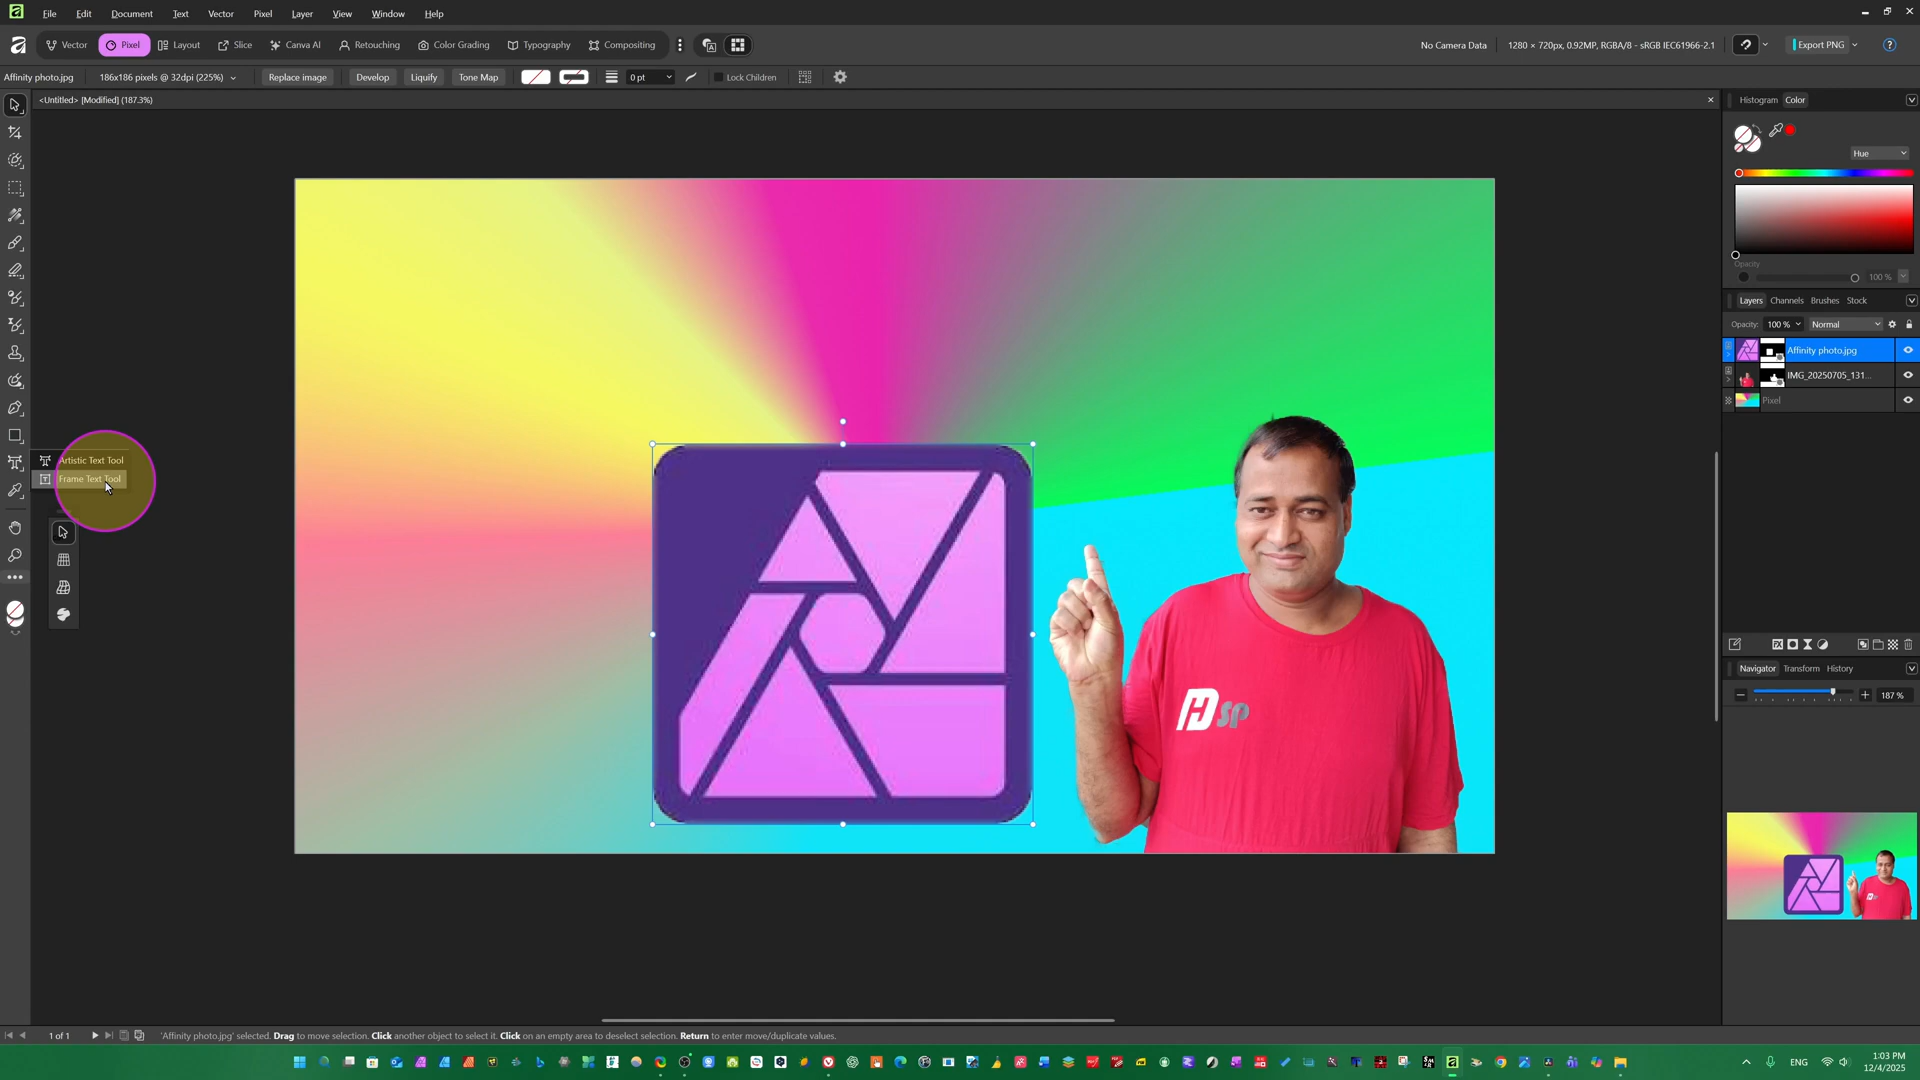 File Edit Document Text Vector Pixel Layer View Window Help
Vector Pixel Layout Slice Canva AI Retouching Color Grading Typography Compositing
No Camera Data 1280 × 720px, 0.92MP, RGBA/8 - sRGB IEC61966-2.1 Export PNG
Affinity photo.jpg 186x186 pixels @ 32dpi (225%) Replace image Develop Liquify Tone Map 0 pt Lock Children
<Untitled> [Modified] (187.3%)
Histogram Color
Hue
Opacity
100 %
Layers Channels Brushes Stock
Opacity: 100 % Normal
Affinity photo.jpg
IMG_20250705_131...
Pixel
Artistic Text Tool
Frame Text Tool
HSP
Navigator Transform History
187 %
1 of 1 'Affinity photo.jpg' selected. Drag to move selection. Click another object to select it. Click on an empty area to deselect selection. Return to enter move/duplicate values.
ENG
1:03 PM
12/4/2025